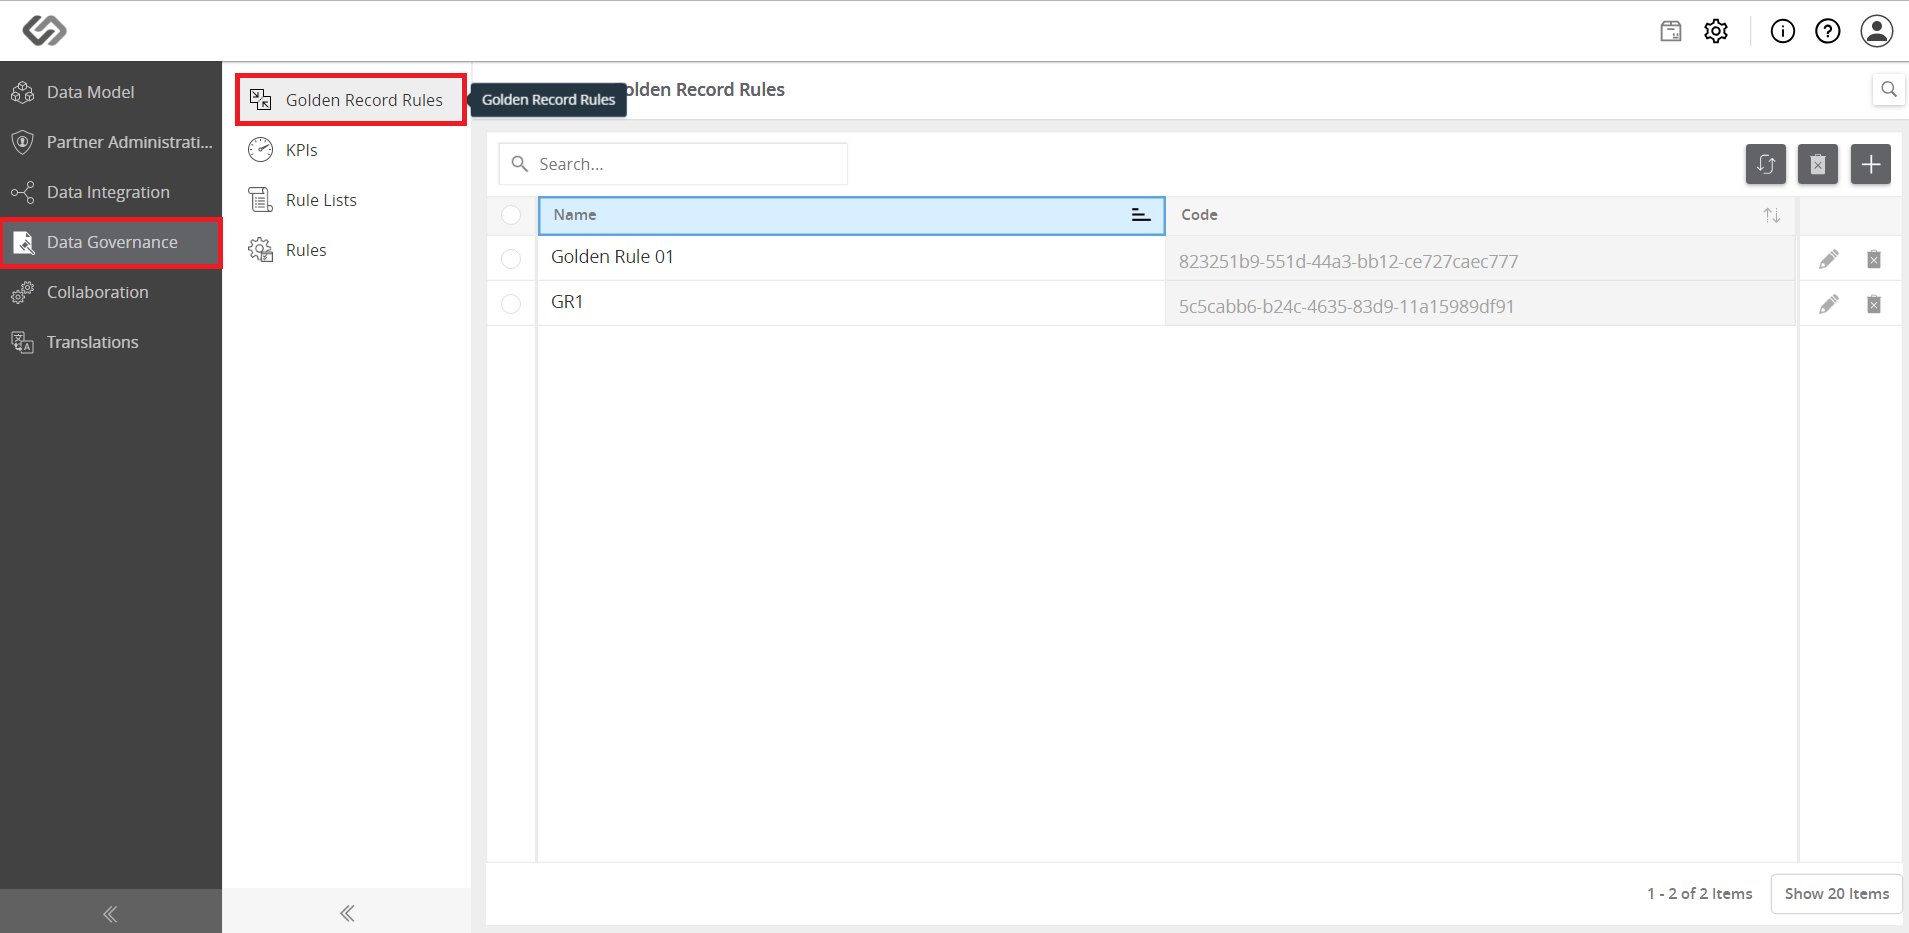 Data Model
Partner Administrati...
Data Integration
Data Governance
Collaboration
Translations
Golden Record Rules
KPIs
Rule Lists
Rules
Golden Record Rules
olden Record Rules
Search...
Name
Code
Golden Rule 01
823251b9-551d-44a3-bb12-ce727caec777
GR1
5c5cabb6-b24c-4635-83d9-11a15989df91
1 - 2 of 2 Items
Show 20 Items